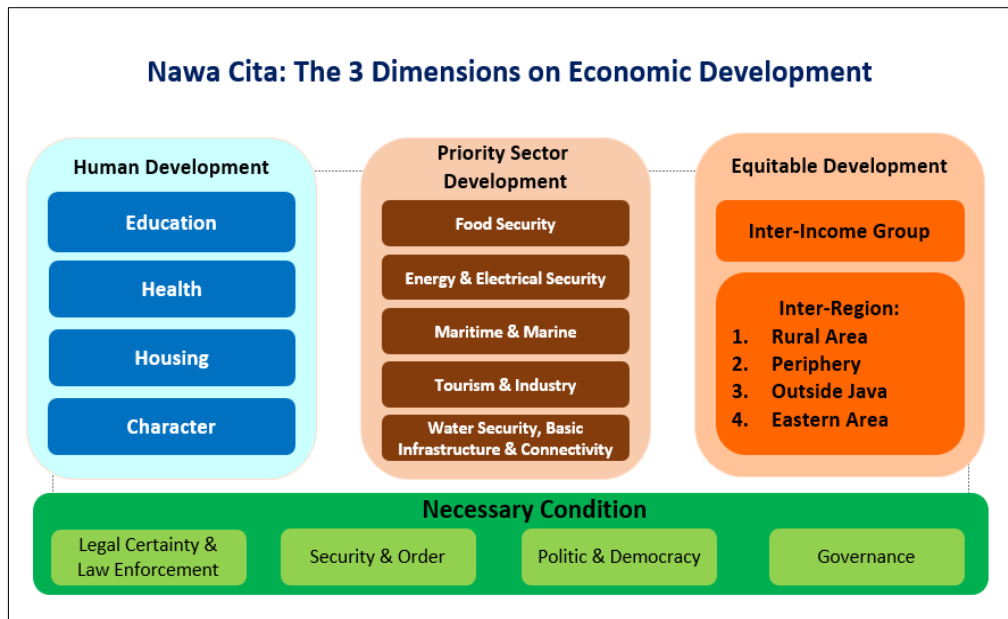 Nawa Cita: The 3 Dimensions on Economic Development
Human Development
Education
Health
Housing
Character
Priority Sector
Development
Food Security
Energy & Electrical Security
Maritime & Marine
Tourism & Industry
Water Security, Basic
Infrastructure & Connectivity
Equitable Development
Inter-Income Group
Inter-Region:
1. Rural Area
2. Periphery
3. Outside Java
4. Eastern Area
Necessary Condition
Legal Certainty &
Law Enforcement
Security & Order
Politic & Democracy
Governance